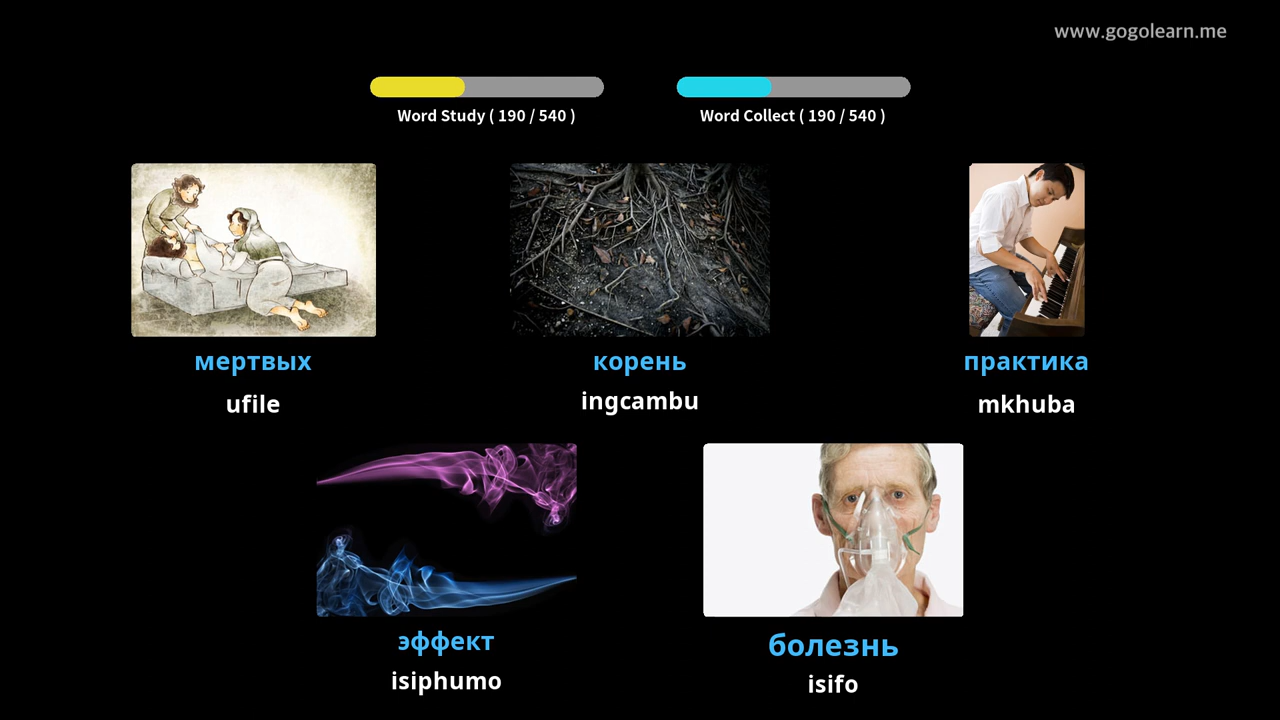 www.gogolearn.me
Word Study ( 190 / 540 )
Word Collect ( 190 / 540 )
мертвых
ufile
корень
ingcambu
практика
mkhuba
эффект
isiphumo
болезнь
isifo